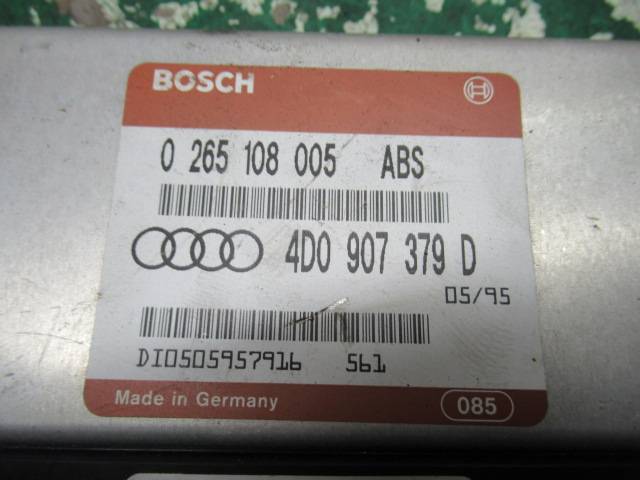 BOSCH
0 265 108 005 ABS
4D0 907 379 D
05/95
DI0505957916 561
Made in Germany 085